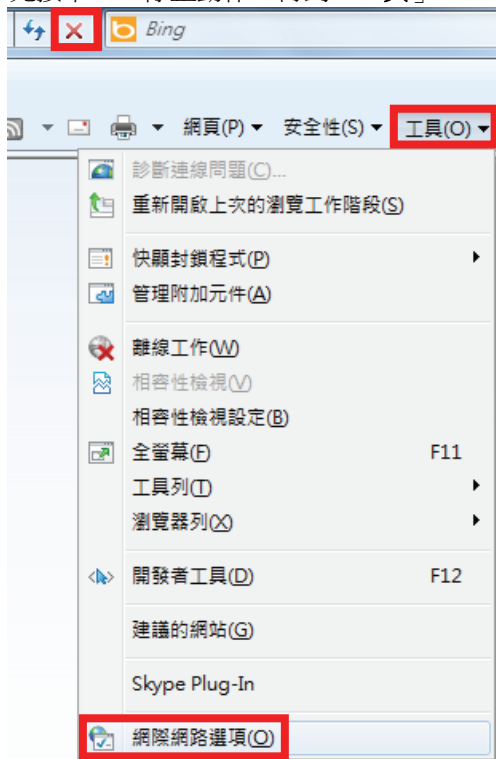 Bing
網頁(P) 安全性(S) 工具(O)
診斷連線問題(C)...
重新開啟上次的瀏覽工作階段(S)
快顯封鎖程式(P)
管理附加元件(A)
離線工作(W)
相容性檢視(V)
相容性檢視設定(B)
全螢幕(F) F11
工具列(T)
瀏覽器列(X)
開發者工具(D) F12
建議的網站(G)
Skype Plug-In
網際網路選項(O)